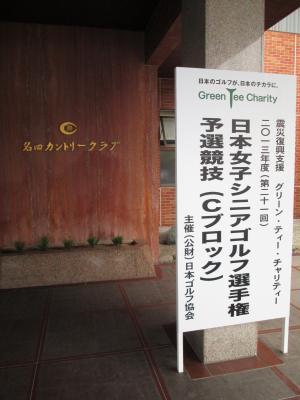 日本のゴルフが、日本のチカラに。
Green Tee Charity
震災復興支援 グリーン・ティー・チャリティー
二〇一三年度(第二十一回)
日本女子シニアゴルフ選手権
予選競技(Cブロック)
主催(公財)日本ゴルフ協会
名四カントリークラブ